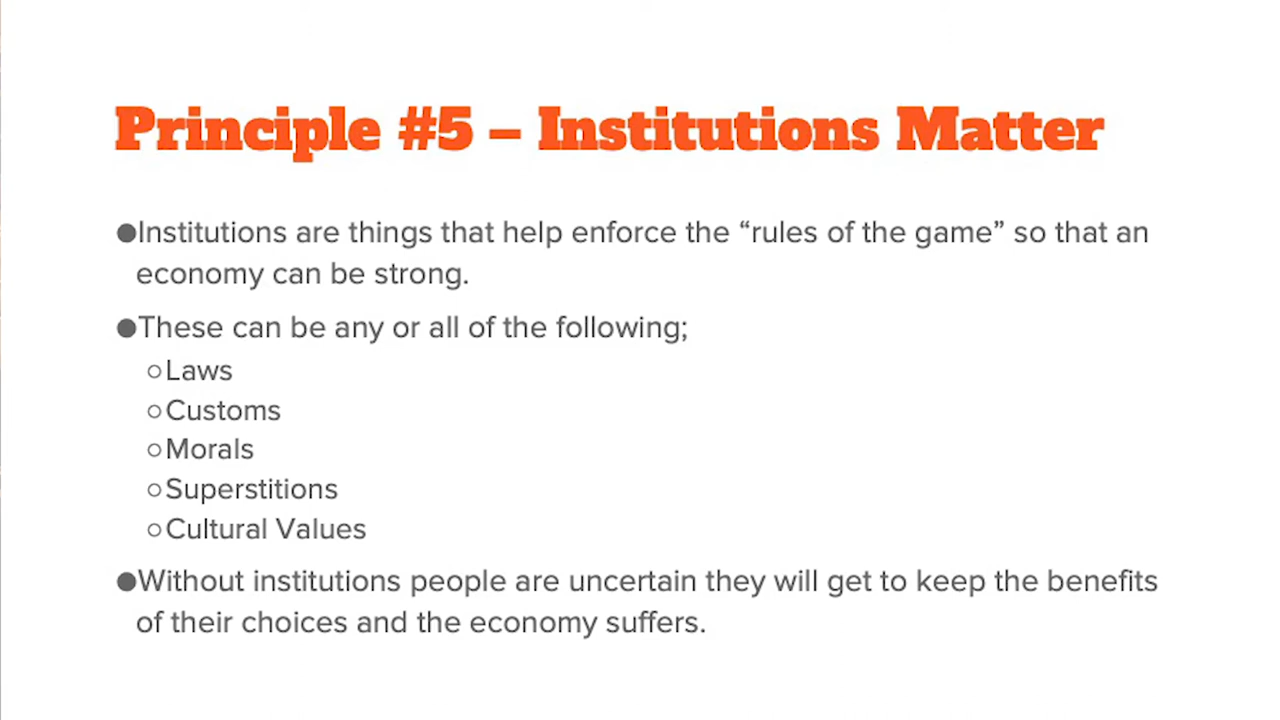 Principle #5 – Institutions Matter
●Institutions are things that help enforce the “rules of the game” so that an
economy can be strong.
●These can be any or all of the following;
○Laws
○Customs
○Morals
○Superstitions
○Cultural Values
●Without institutions people are uncertain they will get to keep the benefits
of their choices and the economy suffers.